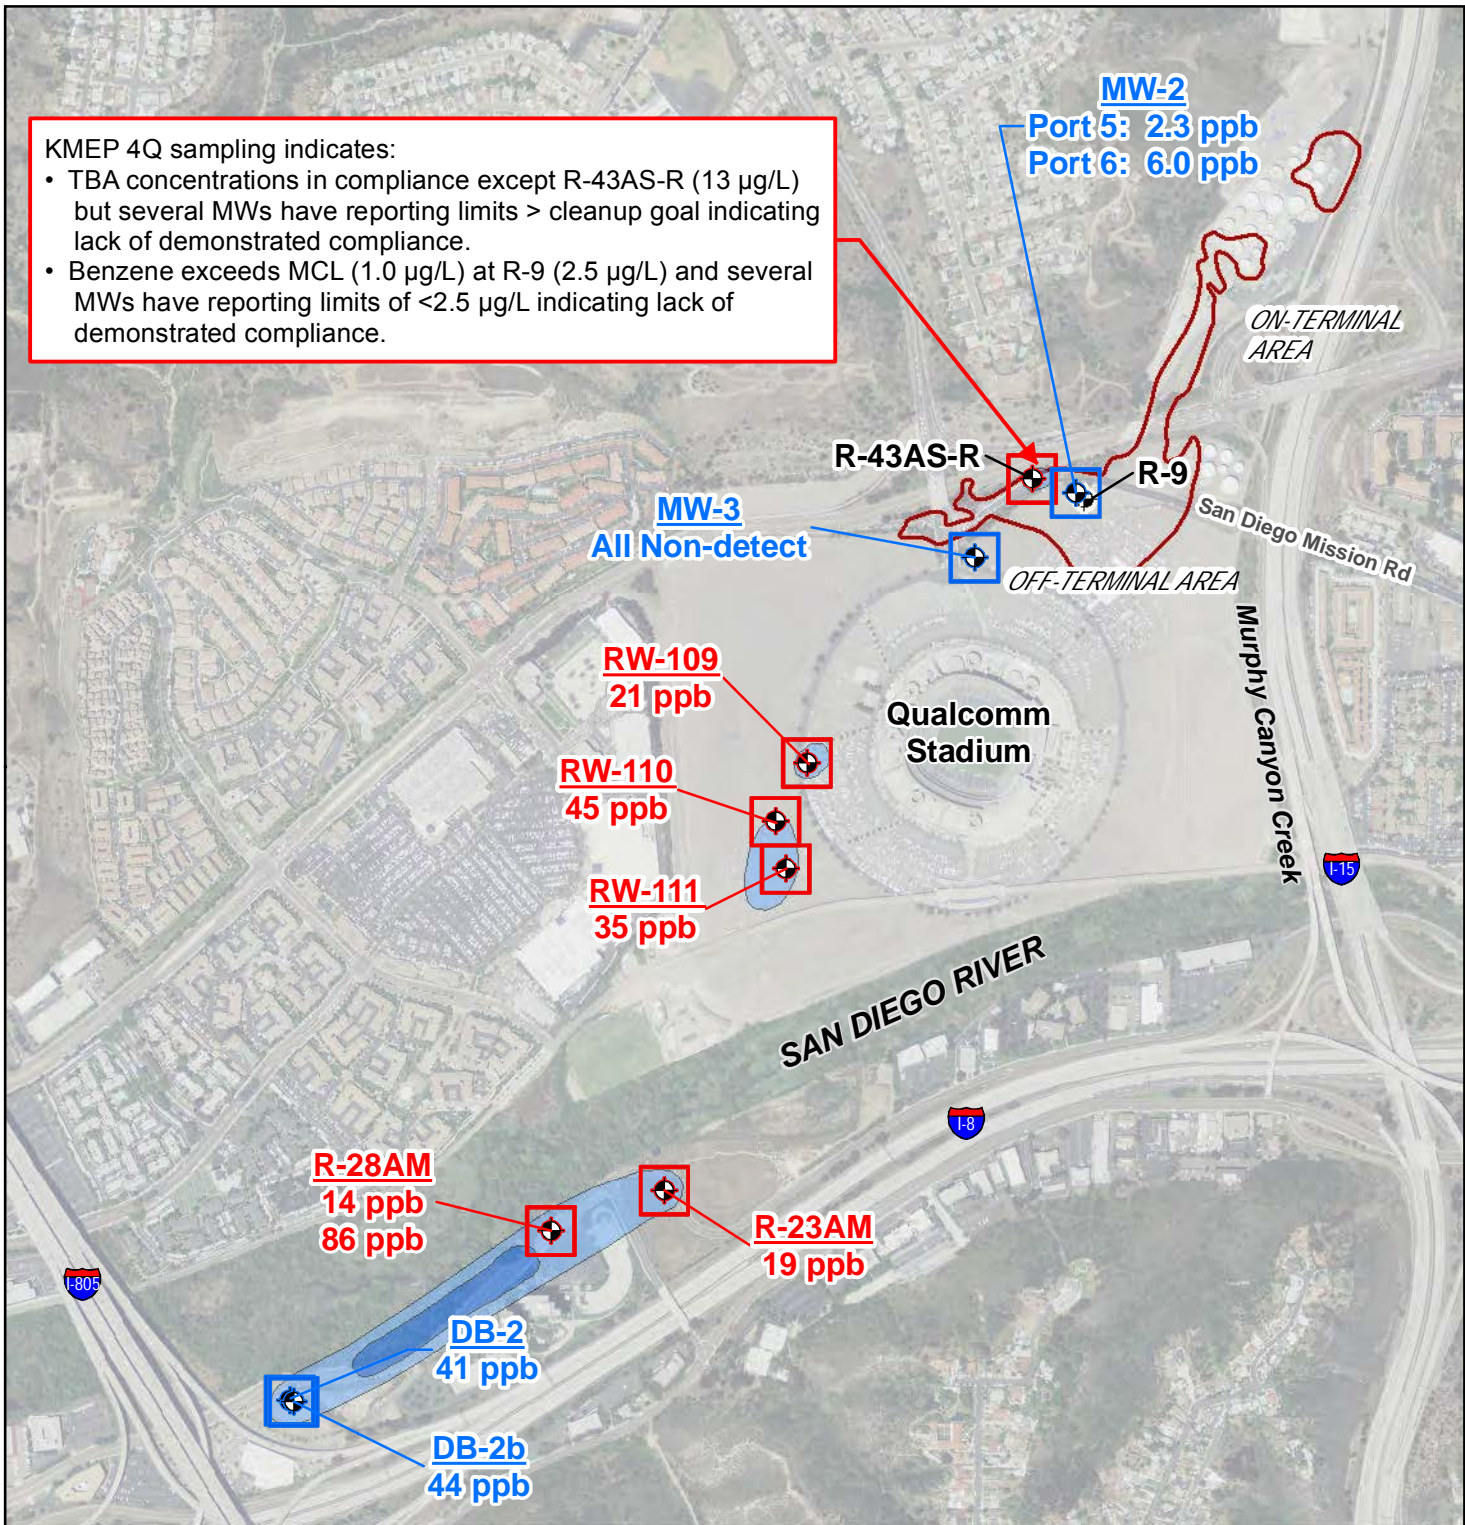 MW-2
Port 5: 2.3 ppb
Port 6: 6.0 ppb
KMEP 4Q sampling indicates:
• TBA concentrations in compliance except R-43AS-R (13 µg/L)
but several MWs have reporting limits > cleanup goal indicating
lack of demonstrated compliance.
• Benzene exceeds MCL (1.0 µg/L) at R-9 (2.5 µg/L) and several
MWs have reporting limits of <2.5 µg/L indicating lack of
demonstrated compliance.
ON-TERMINAL
AREA
R-43AS-R
R-9
MW-3
All Non-detect
San Diego Mission Rd
OFF-TERMINAL AREA
Murphy Canyon Creek
RW-109
21 ppb
Qualcomm
Stadium
RW-110
45 ppb
I-15
RW-111
35 ppb
SAN DIEGO RIVER
I-8
R-28AM
14 ppb
86 ppb
R-23AM
19 ppb
I-805
DB-2
41 ppb
DB-2b
44 ppb